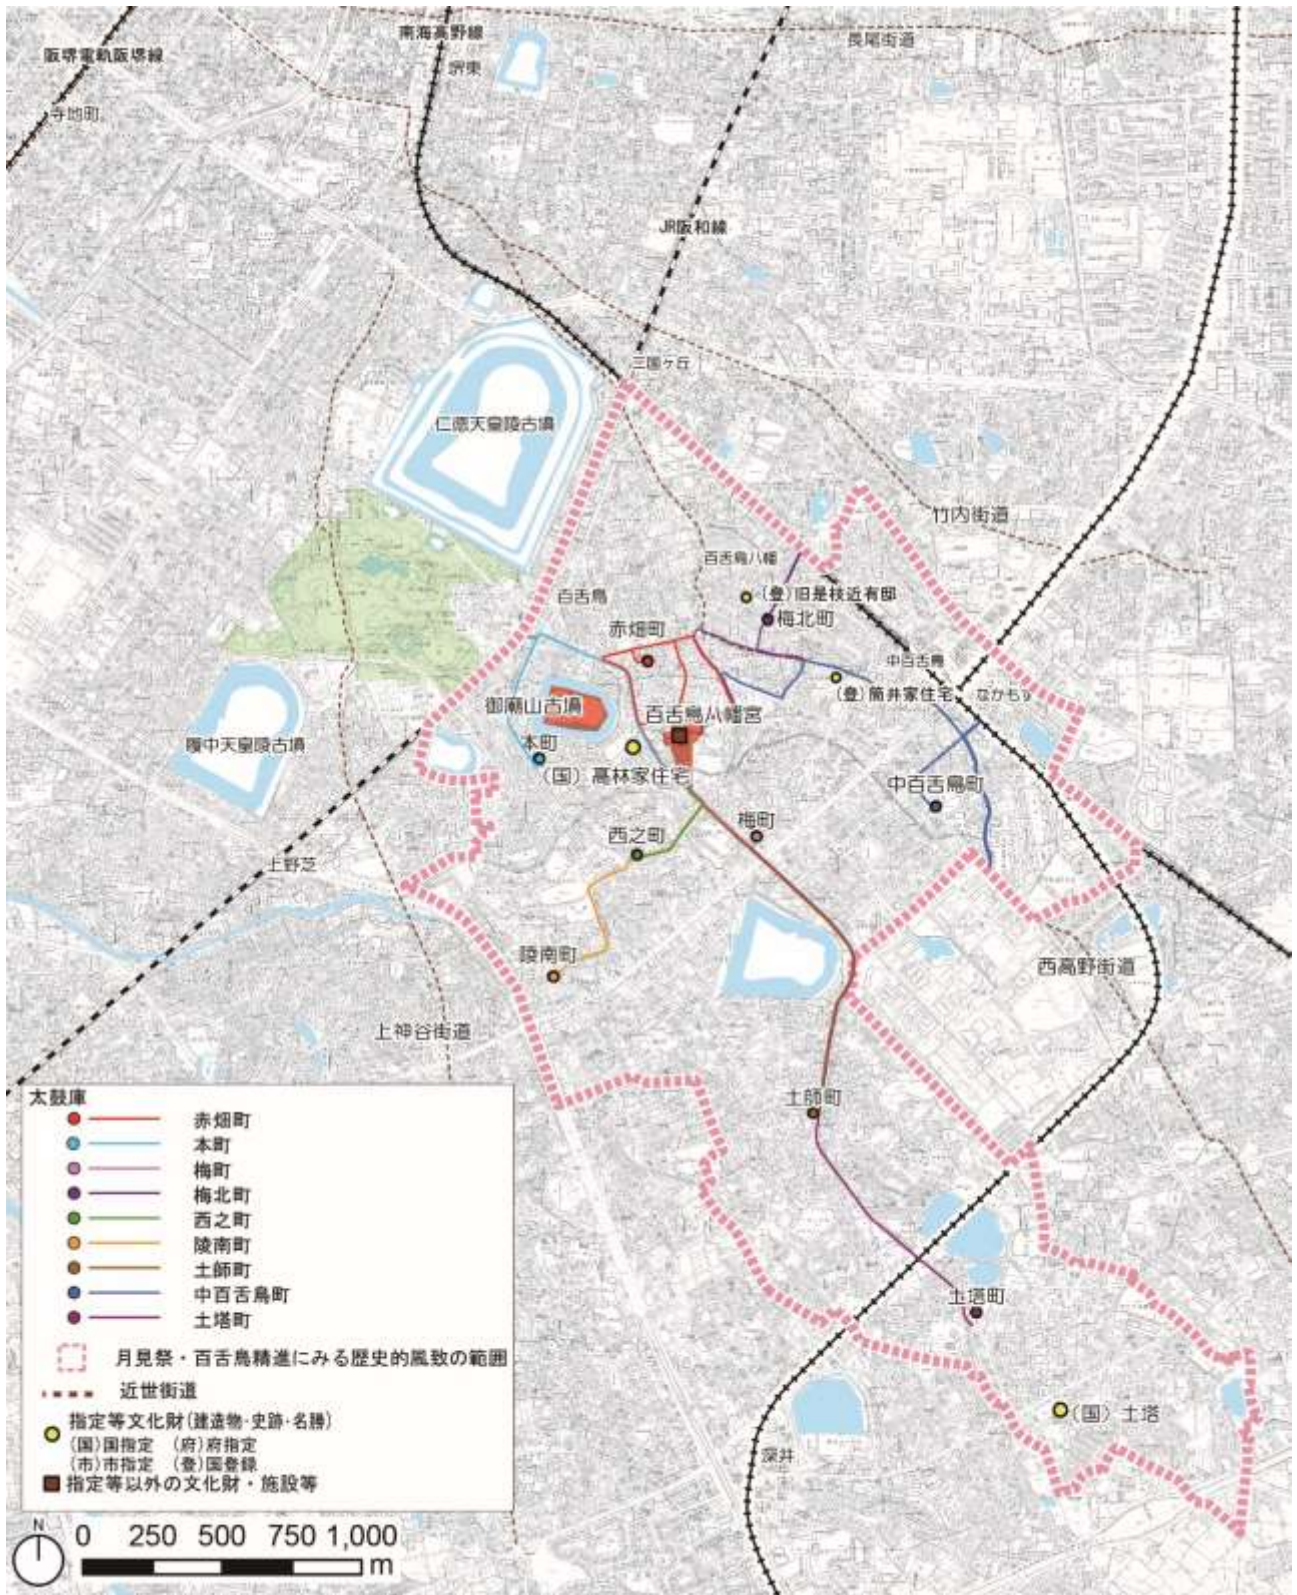 南海高野線
長尾街道
阪堺電軌阪堺線
堺東
寺地町
JR阪和線
三国ヶ丘
仁徳天皇陵古墳
竹内街道
百舌鳥八幡
(登)旧是枝近有邸
百舌鳥
梅北町
赤畑町
中百舌鳥
(登)筒井家住宅
なかもず
御廟山古墳
百舌鳥八幡宮
履中天皇陵古墳
本町
(国)高林家住宅
中百舌鳥町
梅町
西之町
上野芝
陵南町
西高野街道
上神谷街道
土師町
土塔町
(国)土塔
深井
太鼓庫
赤畑町
本町
梅町
梅北町
西之町
陵南町
土師町
中百舌鳥町
土塔町
月見祭・百舌鳥精進にみる歴史的風致の範囲
近世街道
指定等文化財(建造物・史跡・名勝)
(国)国指定 (府)府指定
(市)市指定 (登)国登録
指定等以外の文化財・施設等
N
0 250 500 750 1,000
m